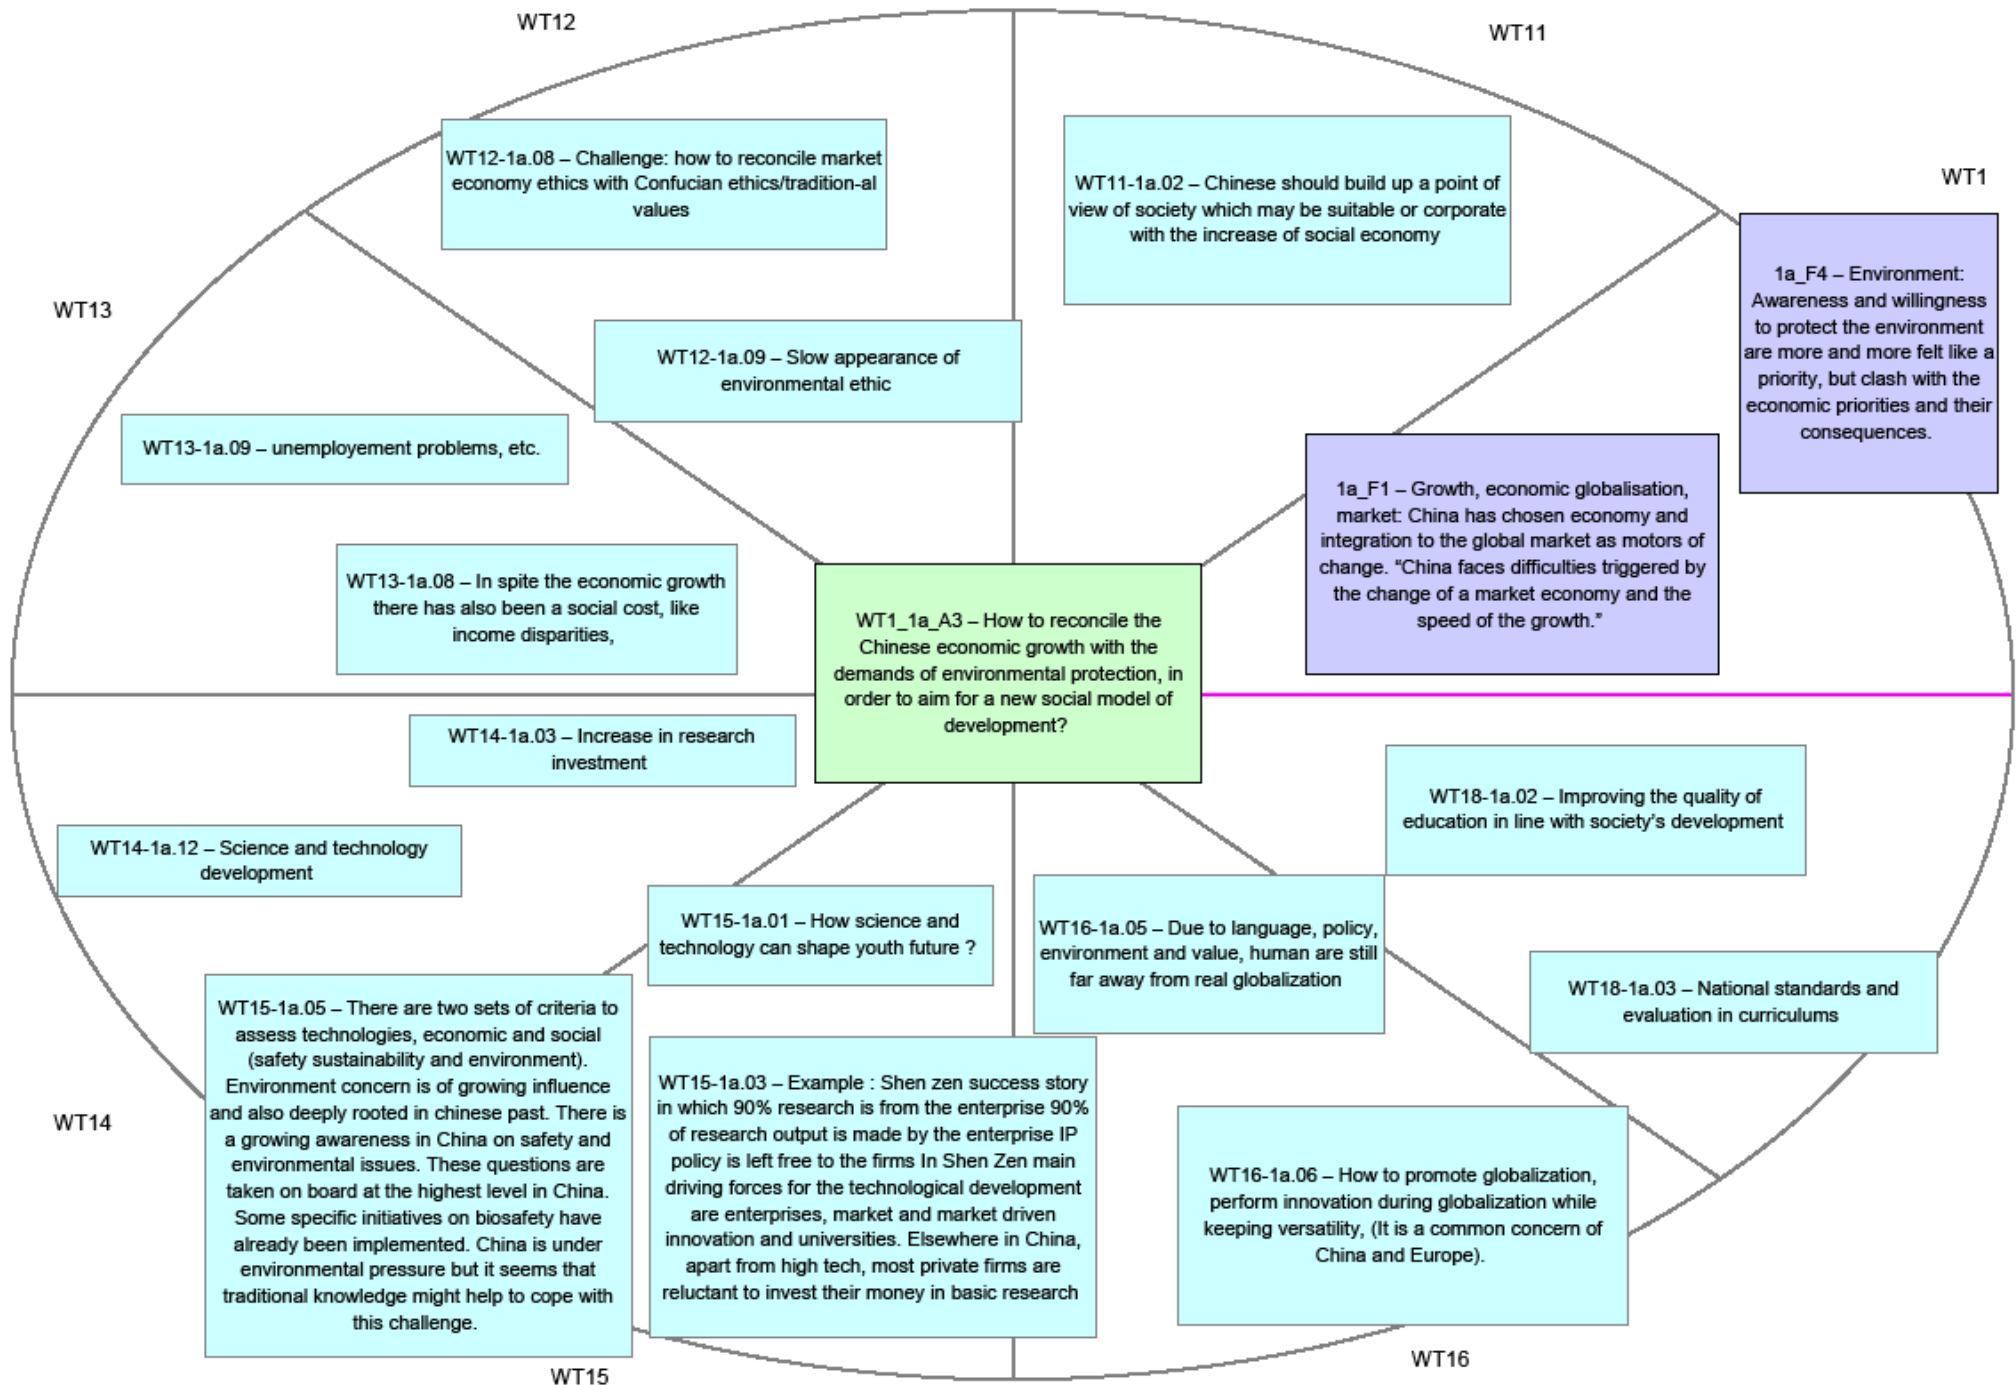 WT12
WT11
WT12-1a.08 – Challenge: how to reconcile market
economy ethics with Confucian ethics/tradition-al
values
WT11-1a.02 – Chinese should build up a point of
view of society which may be suitable or corporate
with the increase of social economy
WT1
1a_F4 – Environment:
Awareness and willingness
to protect the environment
are more and more felt like a
priority, but clash with the
economic priorities and their
consequences.
WT13
WT12-1a.09 – Slow appearance of
environmental ethic
WT13-1a.09 – unemployement problems, etc.
1a_F1 – Growth, economic globalisation,
market: China has chosen economy and
integration to the global market as motors of
change. “China faces difficulties triggered by
the change of a market economy and the
speed of the growth.”
WT13-1a.08 – In spite the economic growth
there has also been a social cost, like
income disparities,
WT1_1a_A3 – How to reconcile the
Chinese economic growth with the
demands of environmental protection, in
order to aim for a new social model of
development?
WT14-1a.03 – Increase in research
investment
WT18-1a.02 – Improving the quality of
education in line with society’s development
WT14-1a.12 – Science and technology
development
WT15-1a.01 – How science and
technology can shape youth future ?
WT16-1a.05 – Due to language, policy,
environment and value, human are still
far away from real globalization
WT18-1a.03 – National standards and
evaluation in curriculums
WT15-1a.05 – There are two sets of criteria to
assess technologies, economic and social
(safety sustainability and environment).
Environment concern is of growing influence
and also deeply rooted in chinese past. There is
a growing awareness in China on safety and
environmental issues. These questions are
taken on board at the highest level in China.
Some specific initiatives on biosafety have
already been implemented. China is under
environmental pressure but it seems that
traditional knowledge might help to cope with
this challenge.
WT15-1a.03 – Example : Shen zen success story
in which 90% research is from the enterprise 90%
of research output is made by the enterprise IP
policy is left free to the firms In Shen Zen main
driving forces for the technological development
are enterprises, market and market driven
innovation and universities. Elsewhere in China,
apart from high tech, most private firms are
reluctant to invest their money in basic research
WT14
WT16-1a.06 – How to promote globalization,
perform innovation during globalization while
keeping versatility, (It is a common concern of
China and Europe).
WT15
WT16